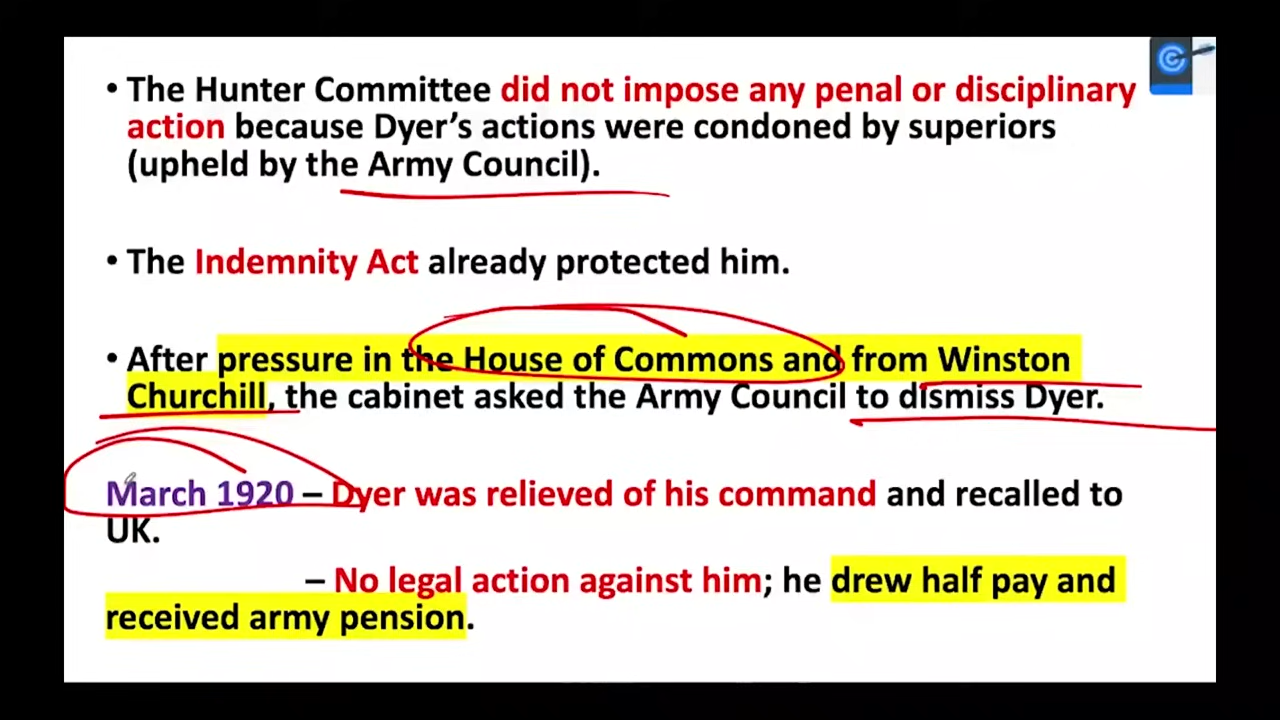 • The Hunter Committee did not impose any penal or disciplinary
action because Dyer's actions were condoned by superiors
(upheld by the Army Council).
• The Indemnity Act already protected him.
• After pressure in the House of Commons and from Winston
Churchill, the cabinet asked the Army Council to dismiss Dyer.
March 1920 – Dyer was relieved of his command and recalled to
UK.
– No legal action against him; he drew half pay and
received army pension.